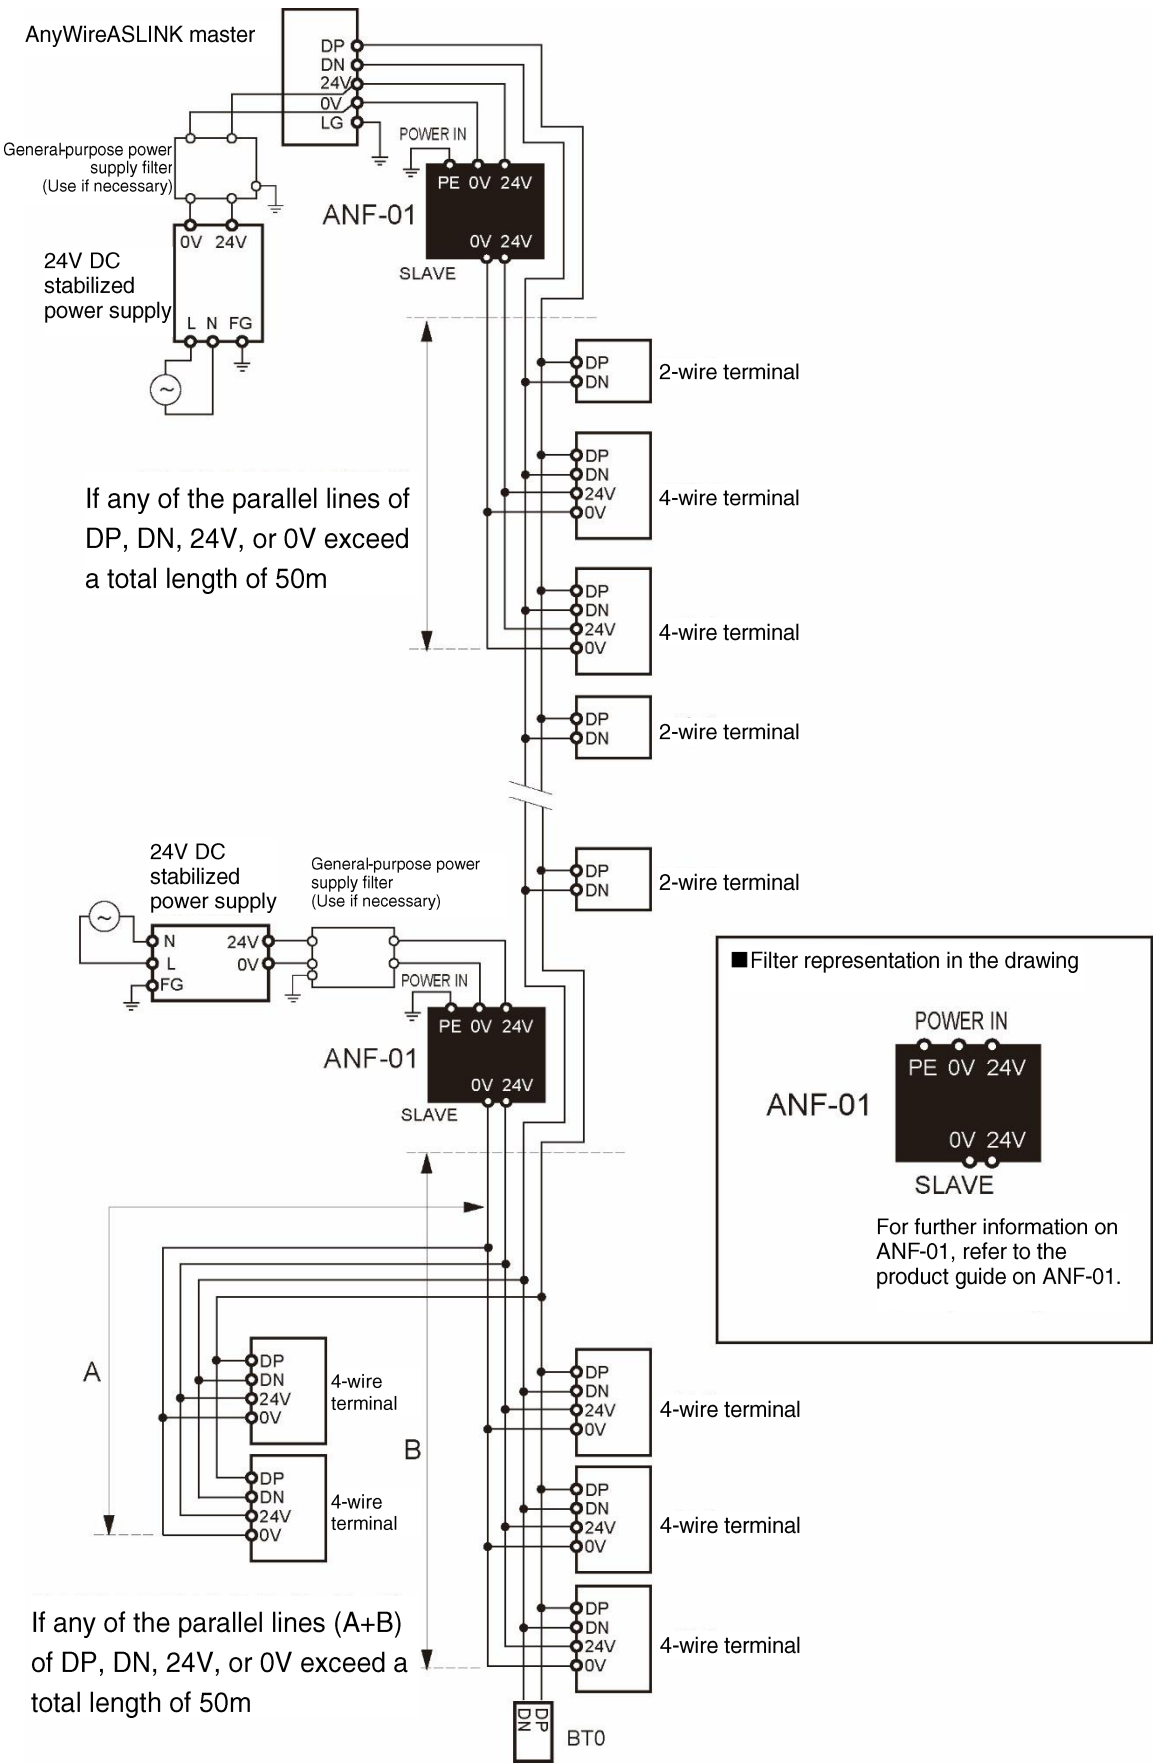 AnyWireASLINK master
DP
DN
24V
0V
LG
General-purpose power
supply filter
(Use if necessary)
POWER IN
PE 0V 24V
ANF-01
0V 24V
SLAVE
0V 24V
24V DC
stabilized
power supply
L N FG
~
DP
DN
2-wire terminal
If any of the parallel lines of
DP, DN, 24V, or 0V exceed
a total length of 50m
DP
DN
24V
0V
4-wire terminal
DP
DN
24V
0V
4-wire terminal
DP
DN
2-wire terminal
DP
DN
2-wire terminal
24V DC
stabilized
power supply
General-purpose power
supply filter
(Use if necessary)
~
N 24V
L 0V
FG
POWER IN
PE 0V 24V
ANF-01
0V 24V
SLAVE
■Filter representation in the drawing
POWER IN
PE 0V 24V
ANF-01
0V 24V
SLAVE
For further information on
ANF-01, refer to the
product guide on ANF-01.
A
B
DP
DN
24V
0V
4-wire
terminal
DP
DN
24V
0V
4-wire
terminal
DP
DN
24V
0V
4-wire terminal
DP
DN
24V
0V
4-wire terminal
DP
DN
24V
0V
4-wire terminal
If any of the parallel lines (A+B)
of DP, DN, 24V, or 0V exceed a
total length of 50m
DN
DP
BT0